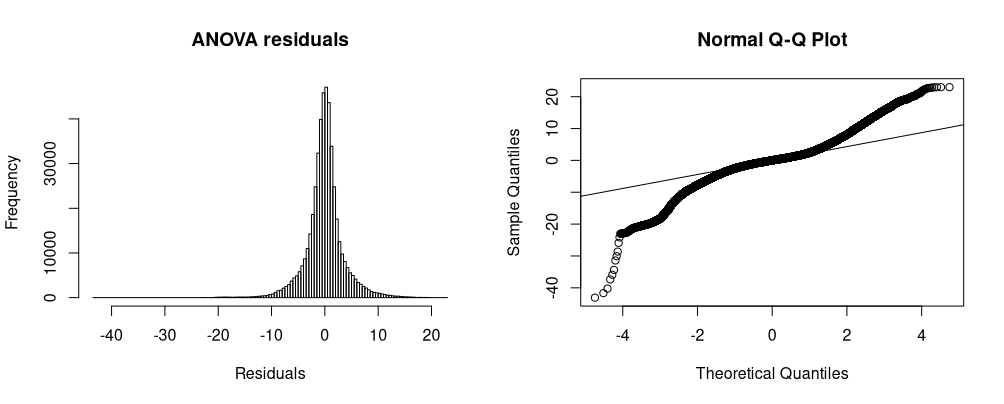 ANOVA residuals
Frequency
30000
10000
0
-40 -30 -20 -10 0 10 20
Residuals
Normal Q-Q Plot
Sample Quantiles
20
10
0
-20
-40
-4 -2 0 2 4
Theoretical Quantiles